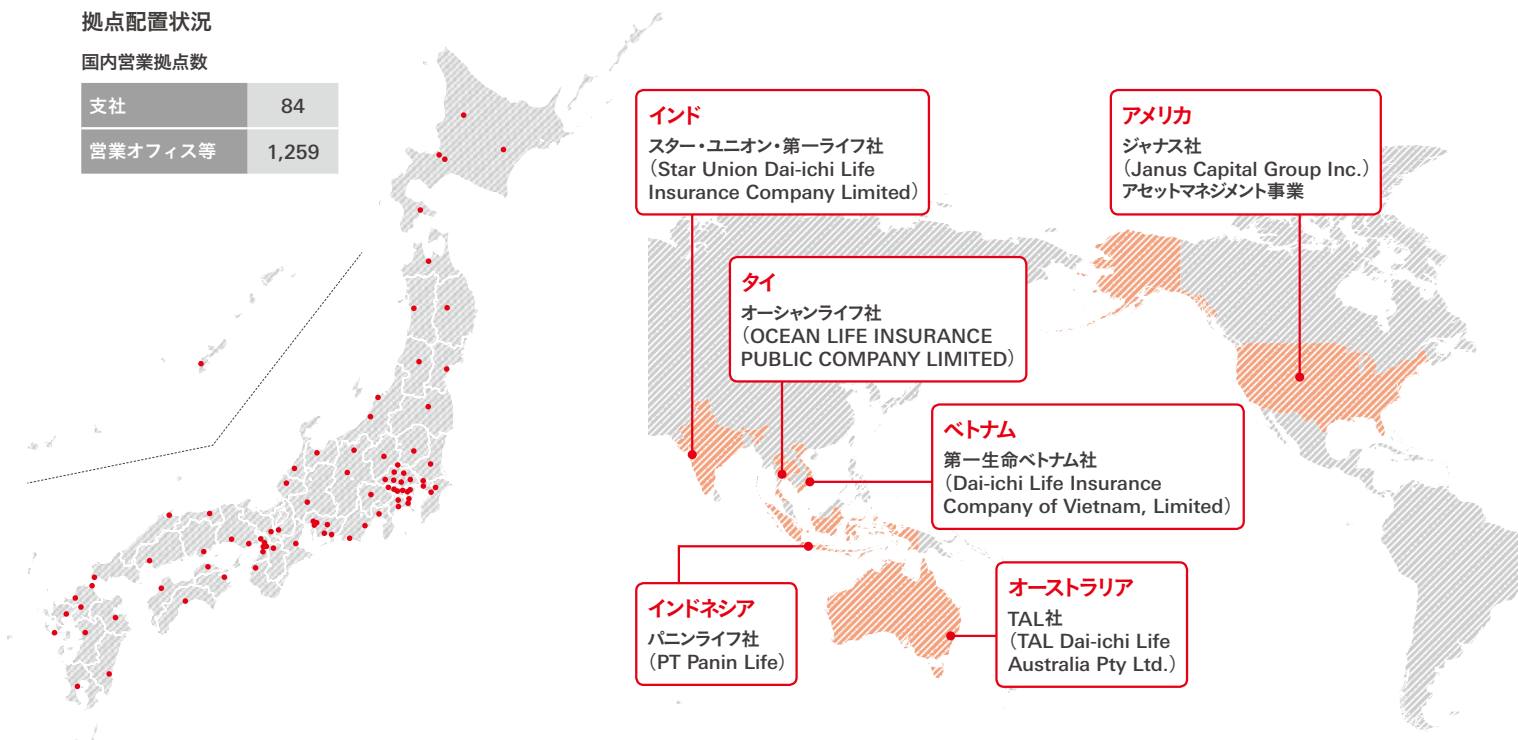 拠点配置状況
国内営業拠点数
支社 84
営業オフィス等 1,259
インド
スター・ユニオン・第一ライフ社
（Star Union Dai-ichi Life
Insurance Company Limited）
アメリカ
ジャナス社
（Janus Capital Group Inc.）
アセットマネジメント事業
タイ
オーシャンライフ社
（OCEAN LIFE INSURANCE
PUBLIC COMPANY LIMITED）
ベトナム
第一生命ベトナム社
（Dai-ichi Life Insurance
Company of Vietnam, Limited）
インドネシア
パニンライフ社
（PT Panin Life）
オーストラリア
TAL社
（TAL Dai-ichi Life
Australia Pty Ltd.）